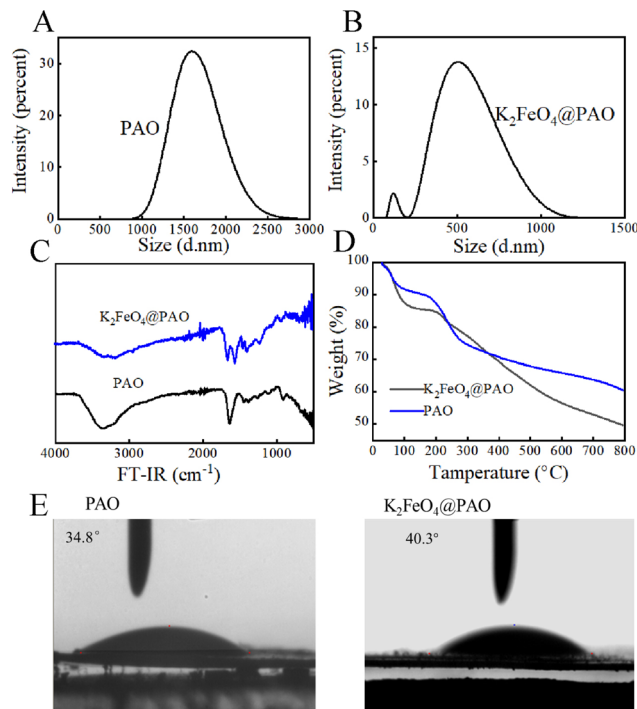 A
Intensity (percent)
30
20
10
0
PAO
0 500 1000 1500 2000 2500 3000
Size (d.nm)
B
Intensity (percent)
15
10
5
0
K₂FeO₄@PAO
0 500 1000 1500
Size (d.nm)
C
K₂FeO₄@PAO
PAO
4000 3000 2000 1000
FT-IR (cm⁻¹)
D
Weight (%)
100
90
80
70
60
50
K₂FeO₄@PAO
PAO
0 100 200 300 400 500 600 700 800
Tamperature (°C)
E
PAO
34.8°
K₂FeO₄@PAO
40.3°